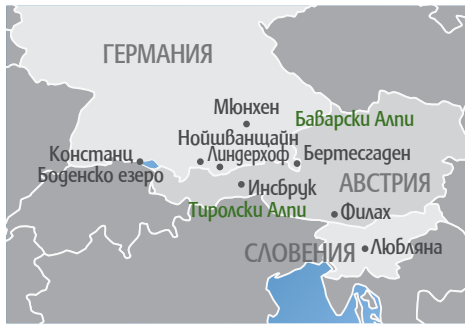 ГЕРМАНИЯ
Мюнхен
Баварски Алпи
Нойшванщайн
Констанц
Линдерхоф
Бертесгаден
Боденско езеро
Инсбрук
АВСТРИЯ
Тиролски Алпи
Филах
СЛОВЕНИЯ
Любляна